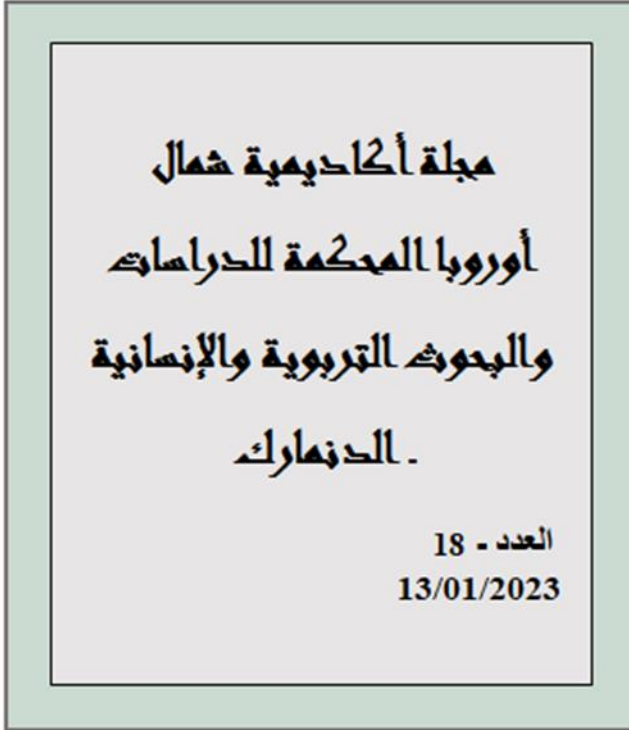 مجلة أكاديمية شمال
أوروبا المحكمة للدراسات
والبحوث التربوية والإنسانية
. الدنمارك
العدد - 18
13/01/2023